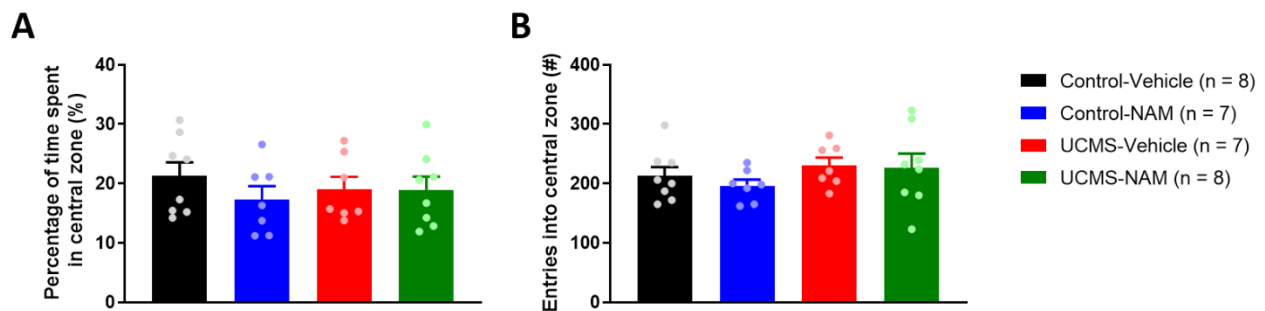 A
Percentage of time spent
in central zone (%)
40
30
20
10
0
B
Entries into central zone (#)
400
300
200
100
0
Control-Vehicle (n = 8)
Control-NAM (n = 7)
UCMS-Vehicle (n = 7)
UCMS-NAM (n = 8)